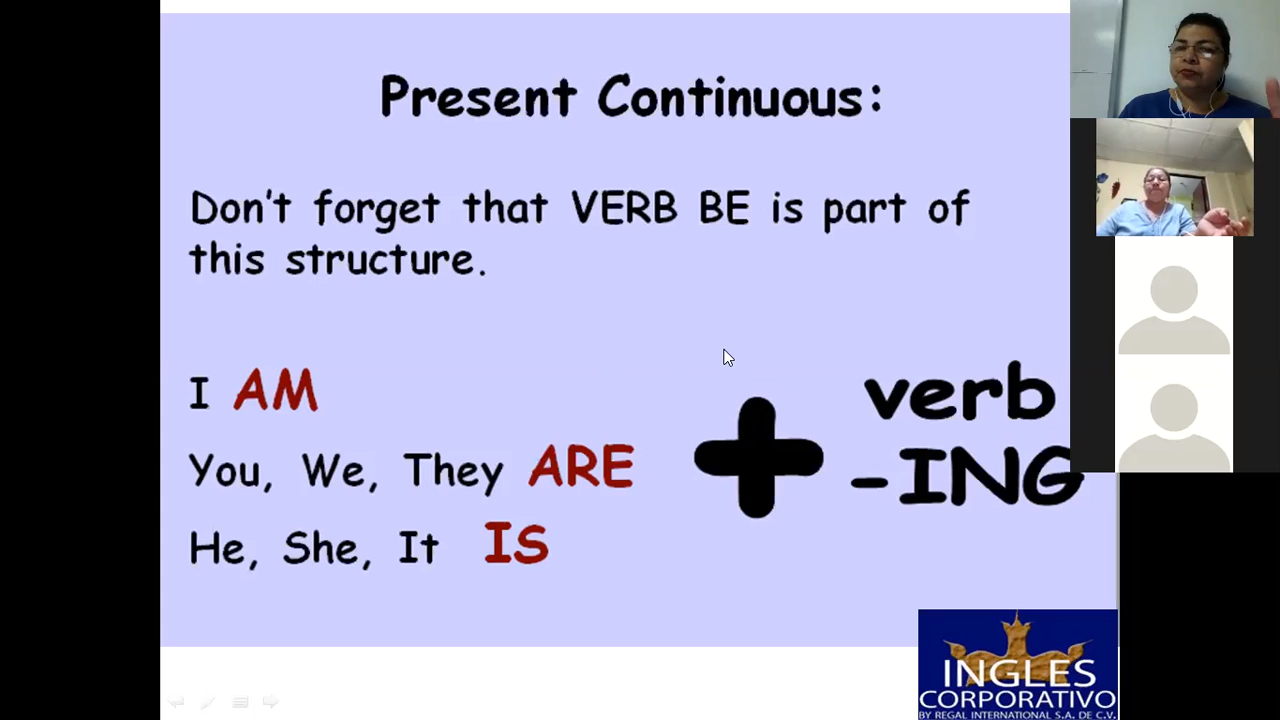 Present Continuous:
Don't forget that VERB BE is part of
this structure.
I AM
You, We, They ARE
He, She, It IS
verb
-ING
INGLES
CORPORATIVO
BY REGAL INTERNATIONAL S.A. DE C.V.